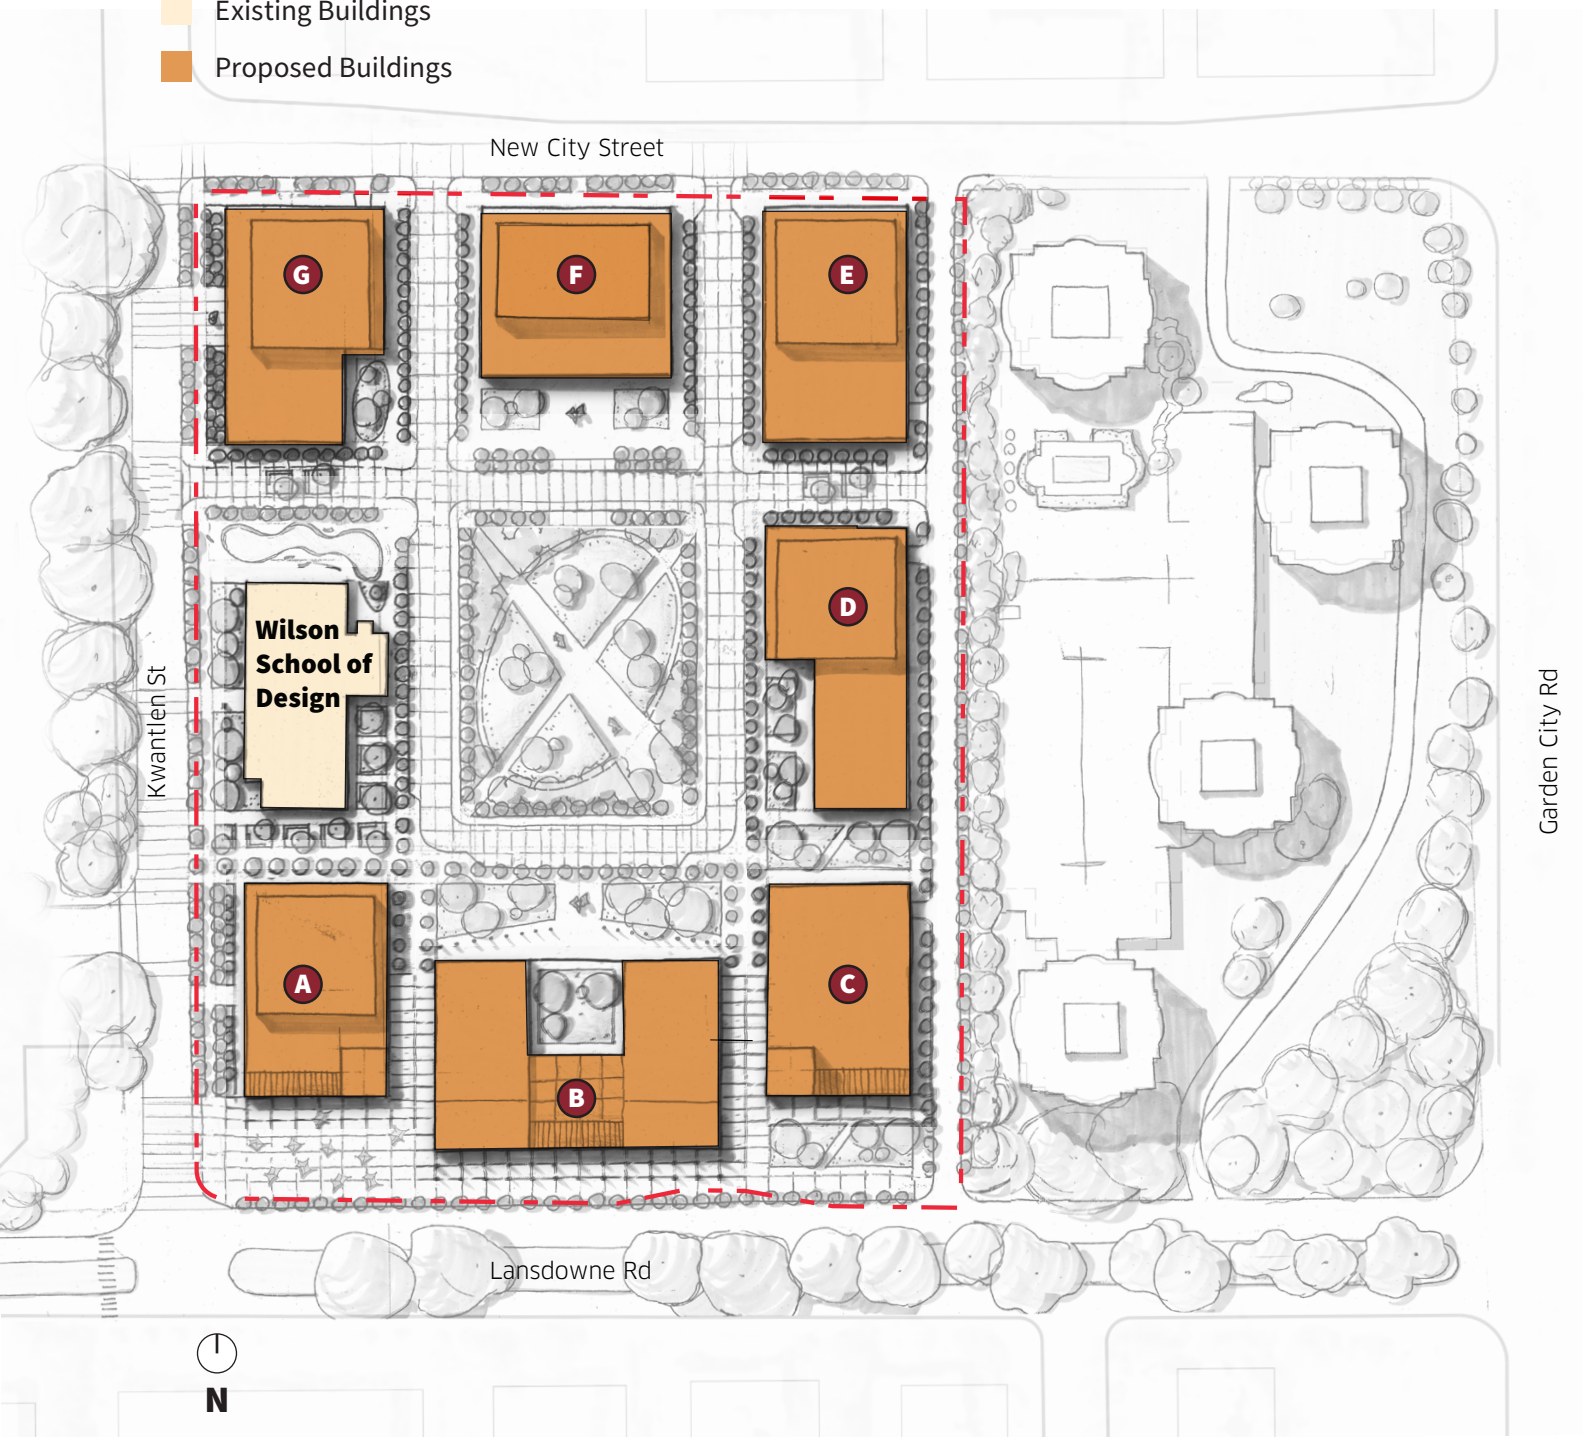 Existing Buildings
Proposed Buildings
New City Street
G
F
E
Wilson
School of
Design
D
Kwantlen St
Garden City Rd
A
B
C
Lansdowne Rd
N